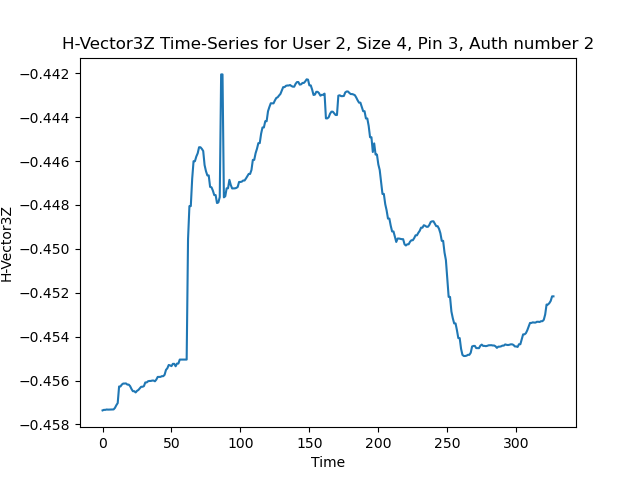 H-Vector3Z Time-Series for User 2, Size 4, Pin 3, Auth number 2
−0.442
−0.444
−0.446
−0.448
−0.450
−0.452
−0.454
−0.456
−0.458
H-Vector3Z
0 50 100 150 200 250 300
Time